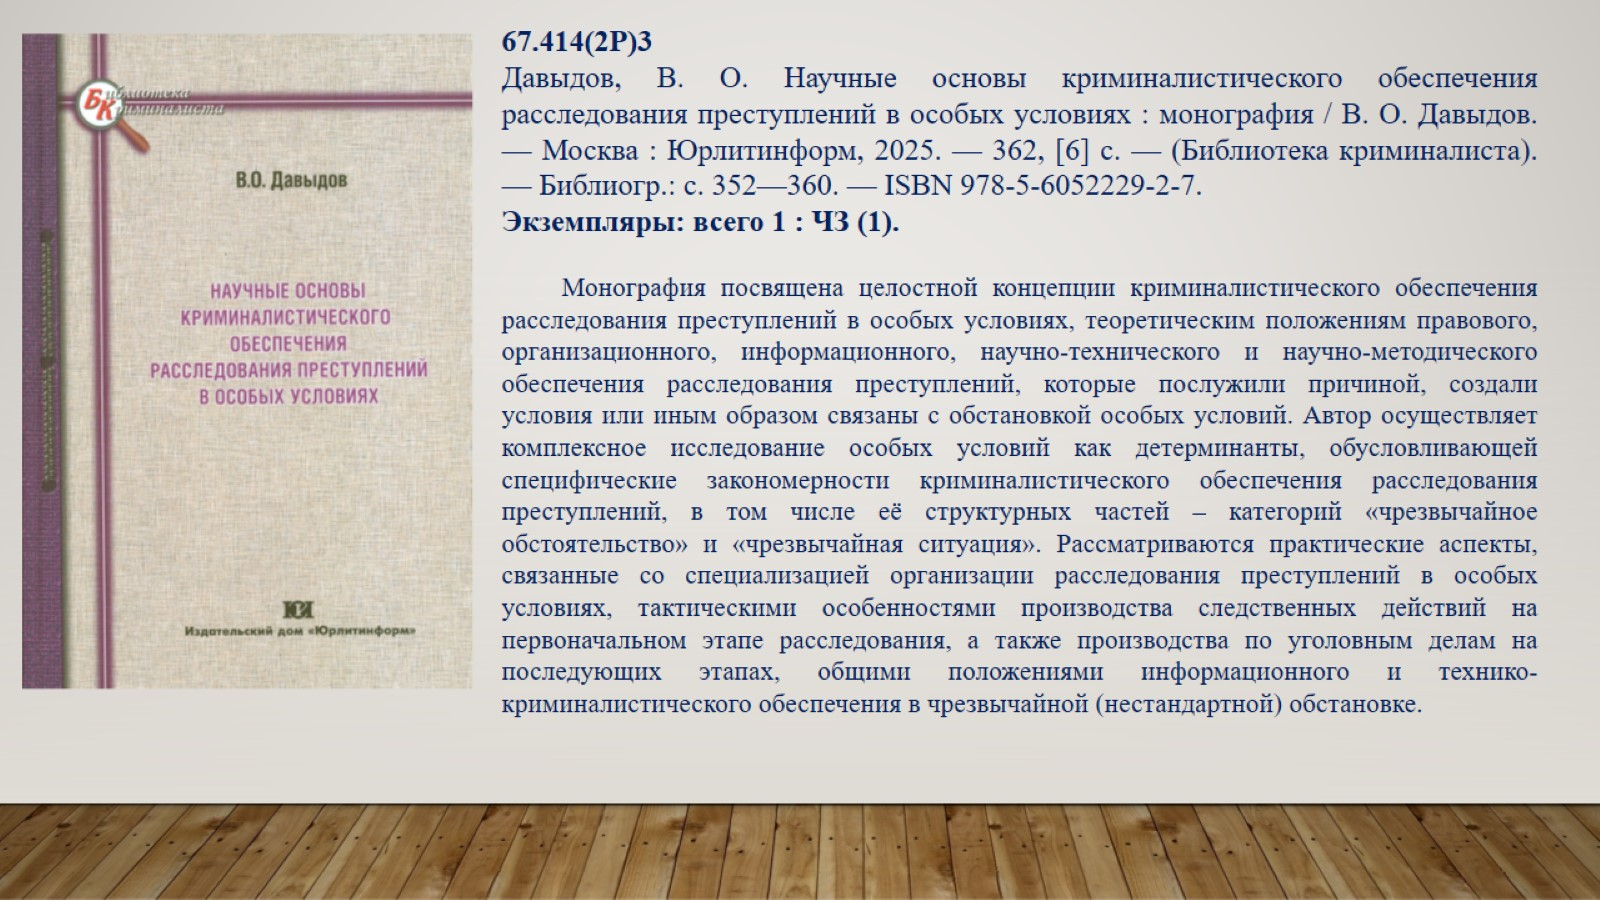 Библиотека
Криминалиста
В.О. Давыдов
НАУЧНЫЕ ОСНОВЫ
КРИМИНАЛИСТИЧЕСКОГО
ОБЕСПЕЧЕНИЯ
РАССЛЕДОВАНИЯ ПРЕСТУПЛЕНИЙ
В ОСОБЫХ УСЛОВИЯХ
Издательский дом «Юрлитинформ»
67.414(2Р)3
Давыдов, В. О. Научные основы криминалистического обеспечения
расследования преступлений в особых условиях : монография / В. О. Давыдов.
— Москва : Юрлитинформ, 2025. — 362, [6] с. — (Библиотека криминалиста).
— Библиогр.: с. 352—360. — ISBN 978-5-6052229-2-7.
Экземпляры: всего 1 : ЧЗ (1).
Монография посвящена целостной концепции криминалистического обеспечения
расследования преступлений в особых условиях, теоретическим положениям правового,
организационного, информационного, научно-технического и научно-методического
обеспечения расследования преступлений, которые послужили причиной, создали
условия или иным образом связаны с обстановкой особых условий. Автор осуществляет
комплексное исследование особых условий как детерминанты, обусловливающей
специфические закономерности криминалистического обеспечения расследования
преступлений, в том числе её структурных частей – категорий «чрезвычайное
обстоятельство» и «чрезвычайная ситуация». Рассматриваются практические аспекты,
связанные со специализацией организации расследования преступлений в особых
условиях, тактическими особенностями производства следственных действий на
первоначальном этапе расследования, а также производства по уголовным делам на
последующих этапах, общими положениями информационного и технико-
криминалистического обеспечения в чрезвычайной (нестандартной) обстановке.